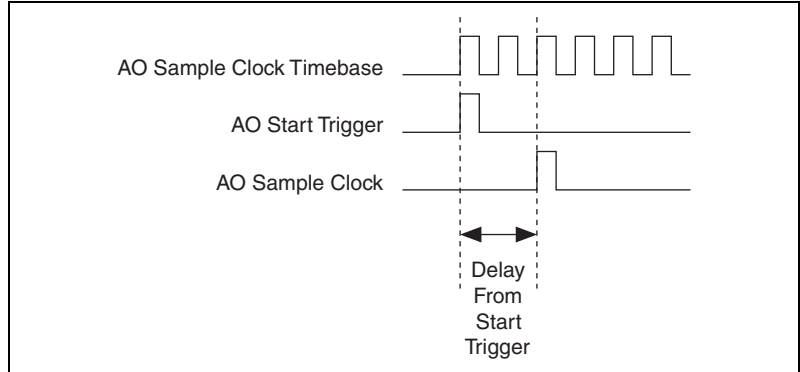 AO Sample Clock Timebase
AO Start Trigger
AO Sample Clock
Delay
From
Start
Trigger